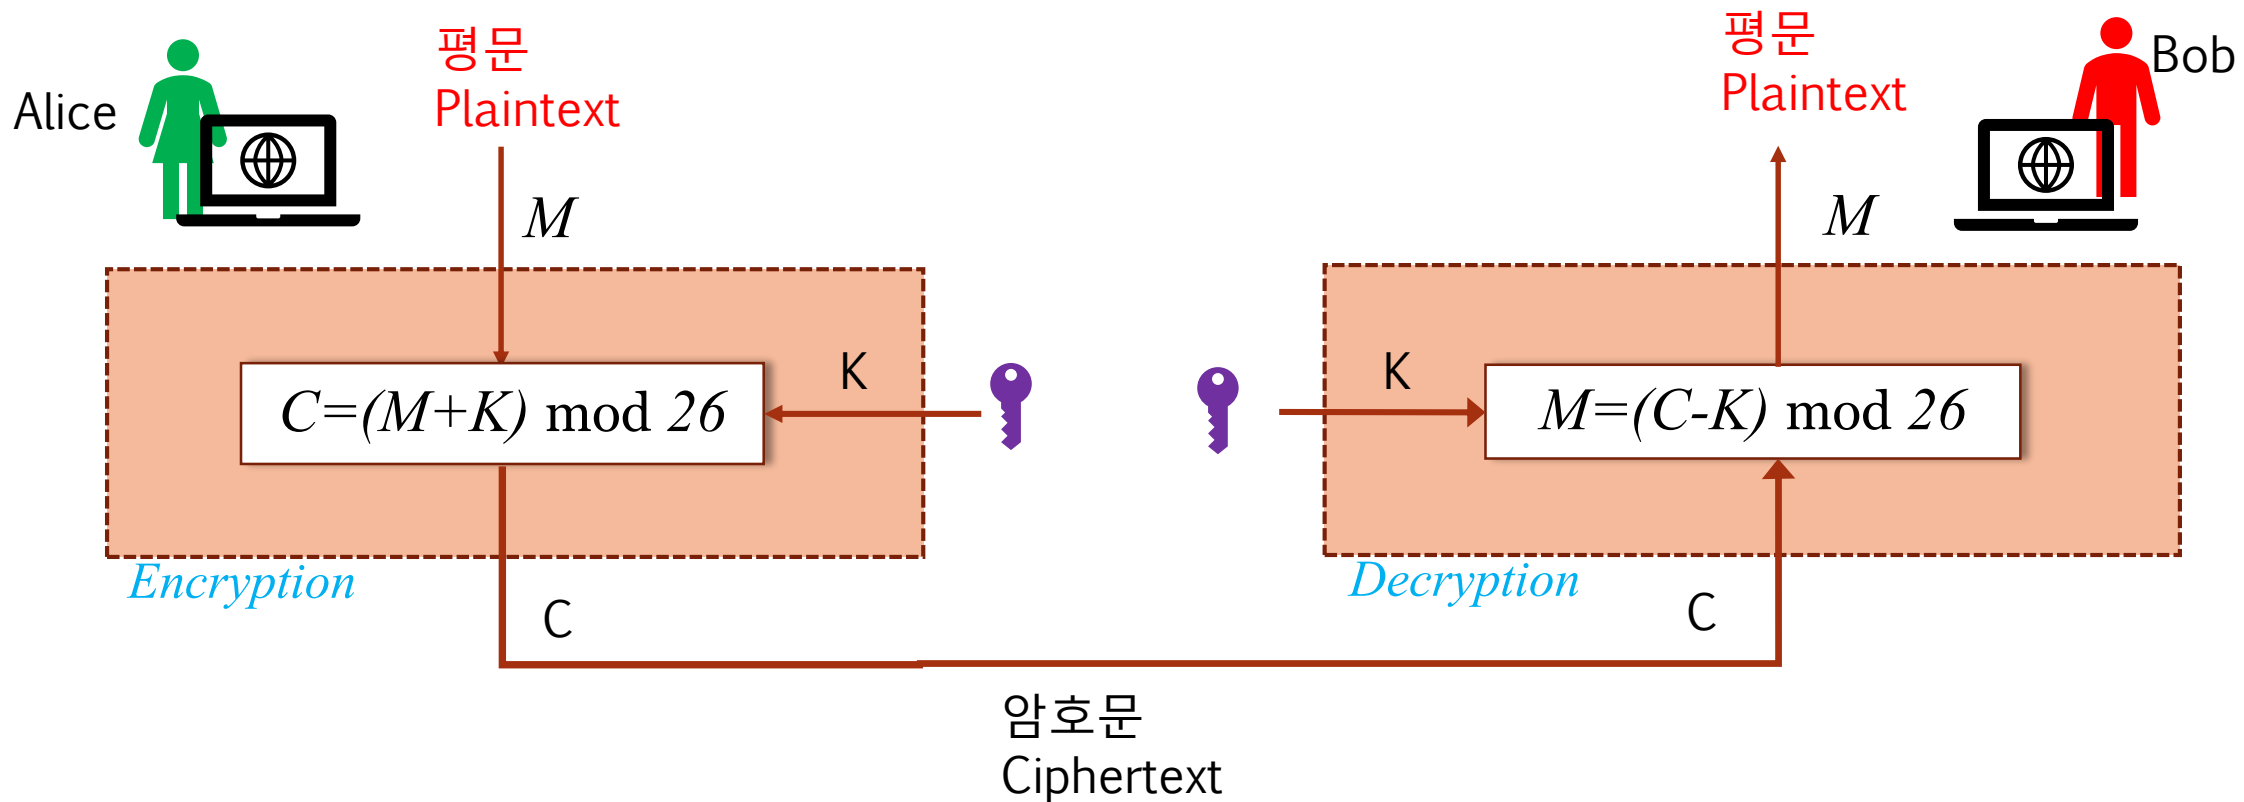 Alice
평문
Plaintext
M
평문
Plaintext
Bob
M
C=(M+K) mod 26
K
K
M=(C-K) mod 26
Encryption
C
Decryption
C
암호문
Ciphertext